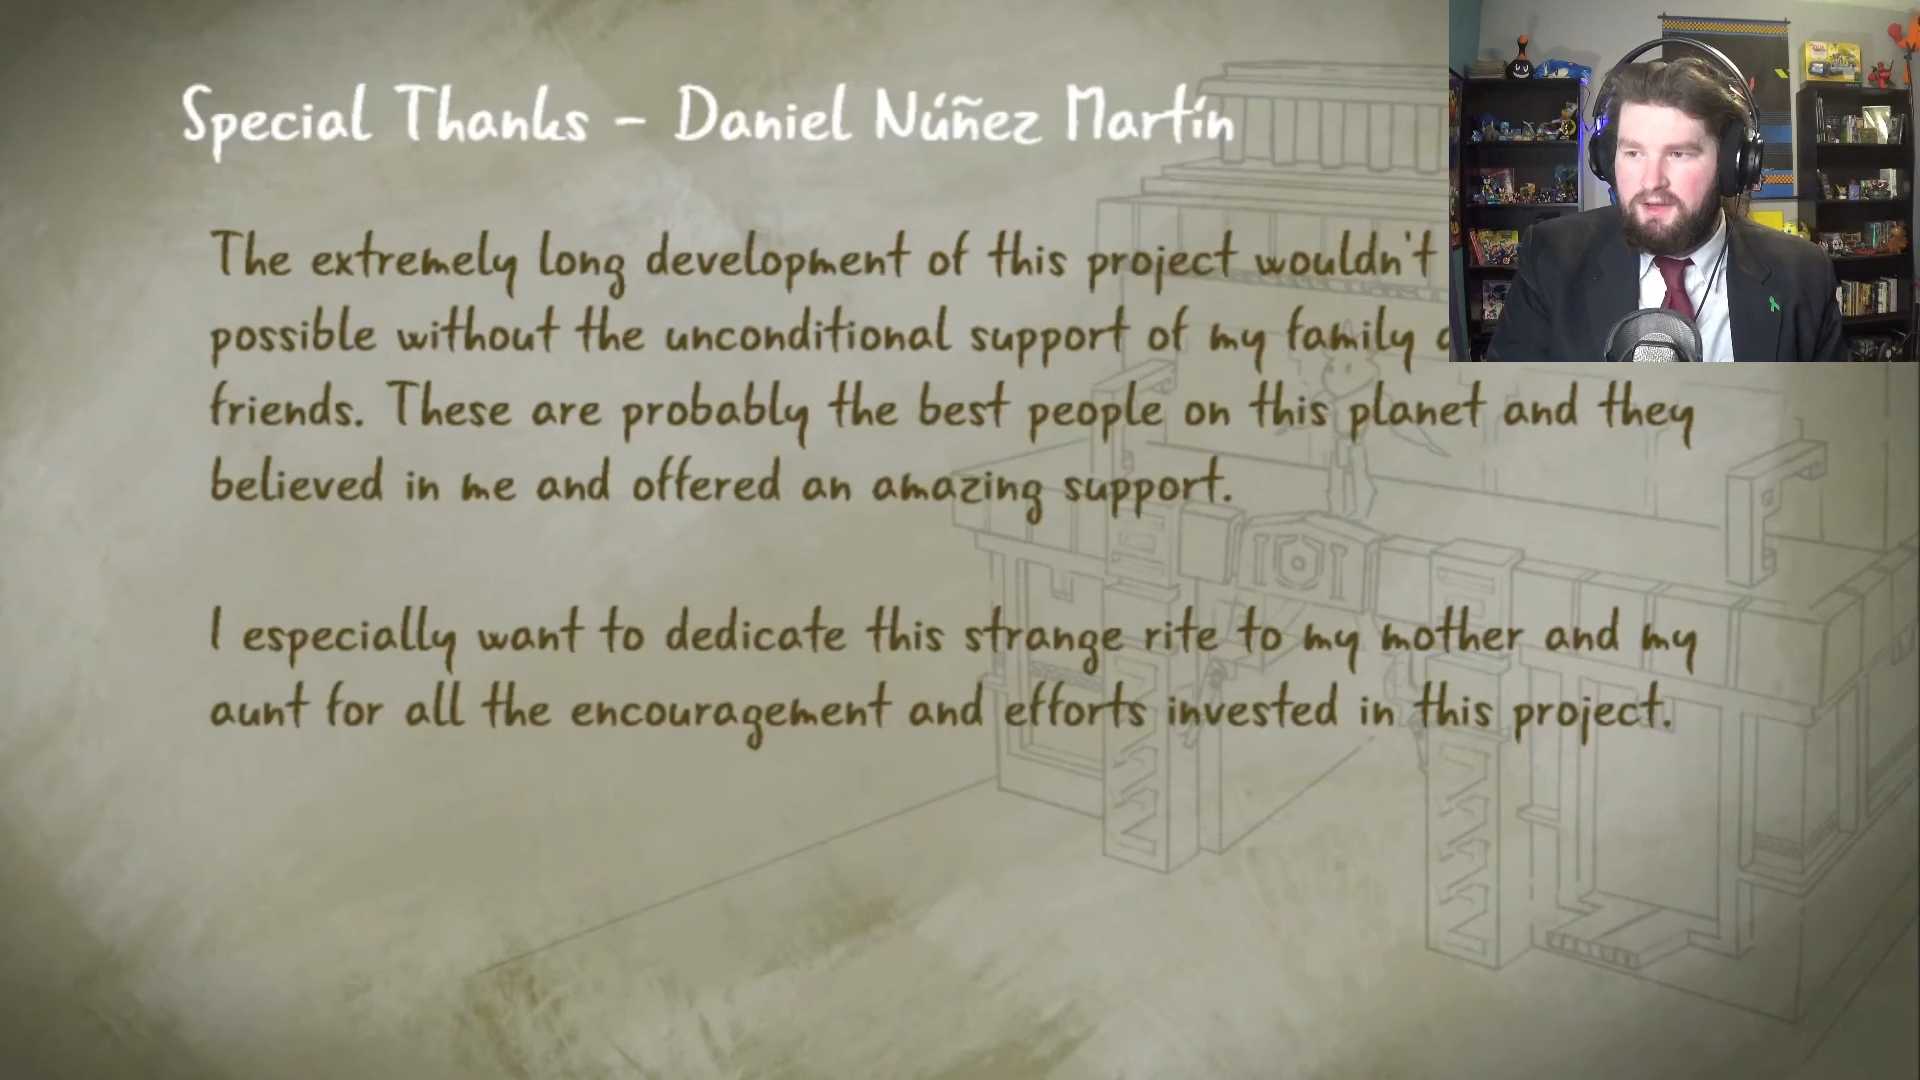 Special Thanks - Daniel Núñez Martín
The extremely long development of this project wouldn't
possible without the unconditional support of my family
friends. These are probably the best people on this planet and they
believed in me and offered an amazing support.
I especially want to dedicate this strange rite to my mother and my
aunt for all the encouragement and efforts invested in this project.